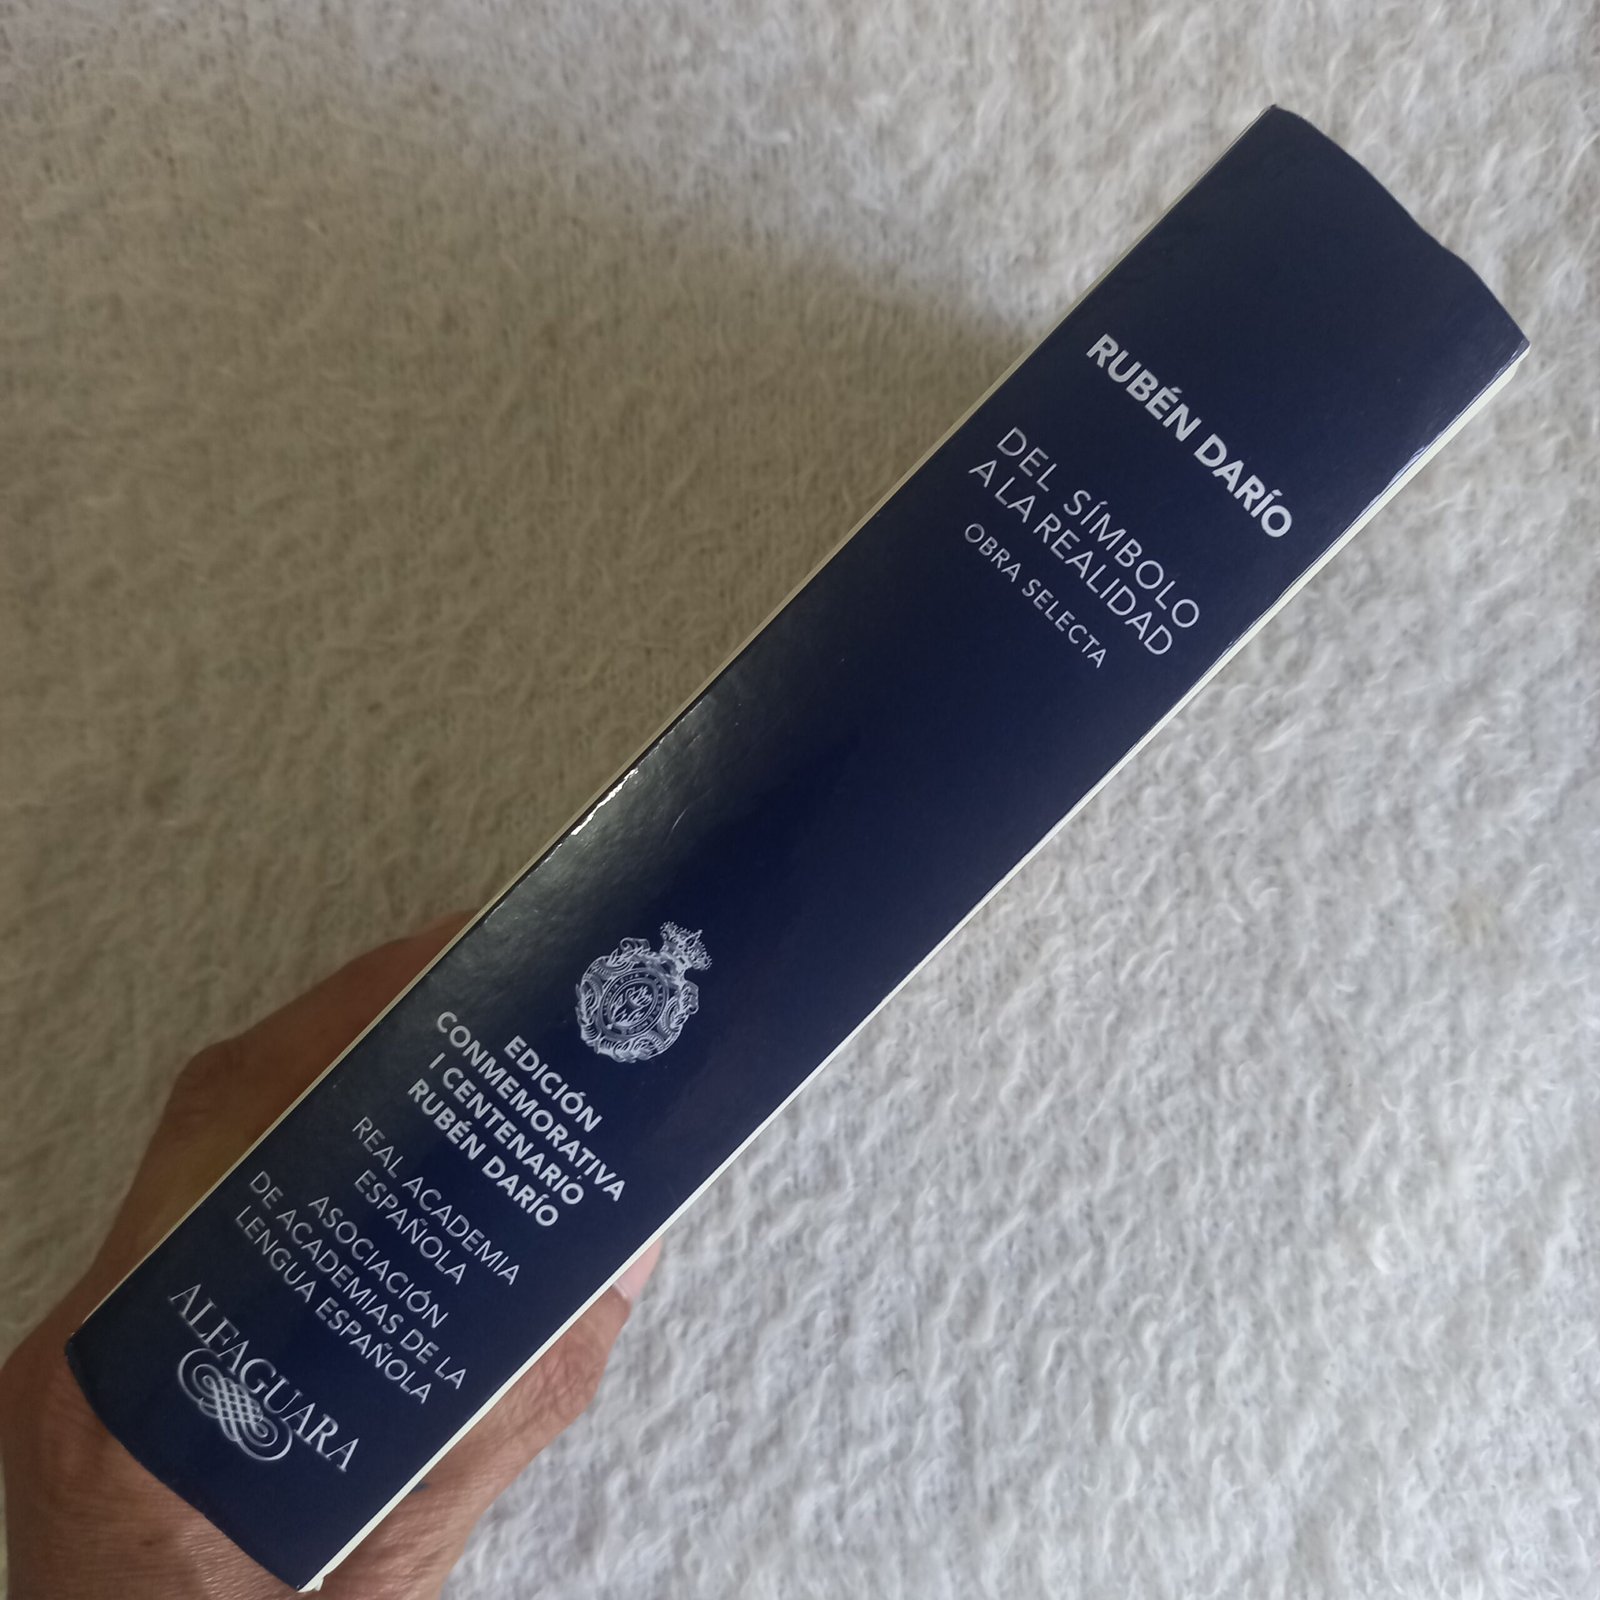 RUBÉN DARÍO
DEL SÍMBOLO
A LA REALIDAD
OBRA SELECTA
EDICIÓN
CONMEMORATIVA
I CENTENARIO
RUBÉN DARÍO
REAL ACADEMIA
ESPAÑOLA
ASOCIACIÓN
DE ACADEMIAS DE LA
LENGUA ESPAÑOLA
ALFAGUARA